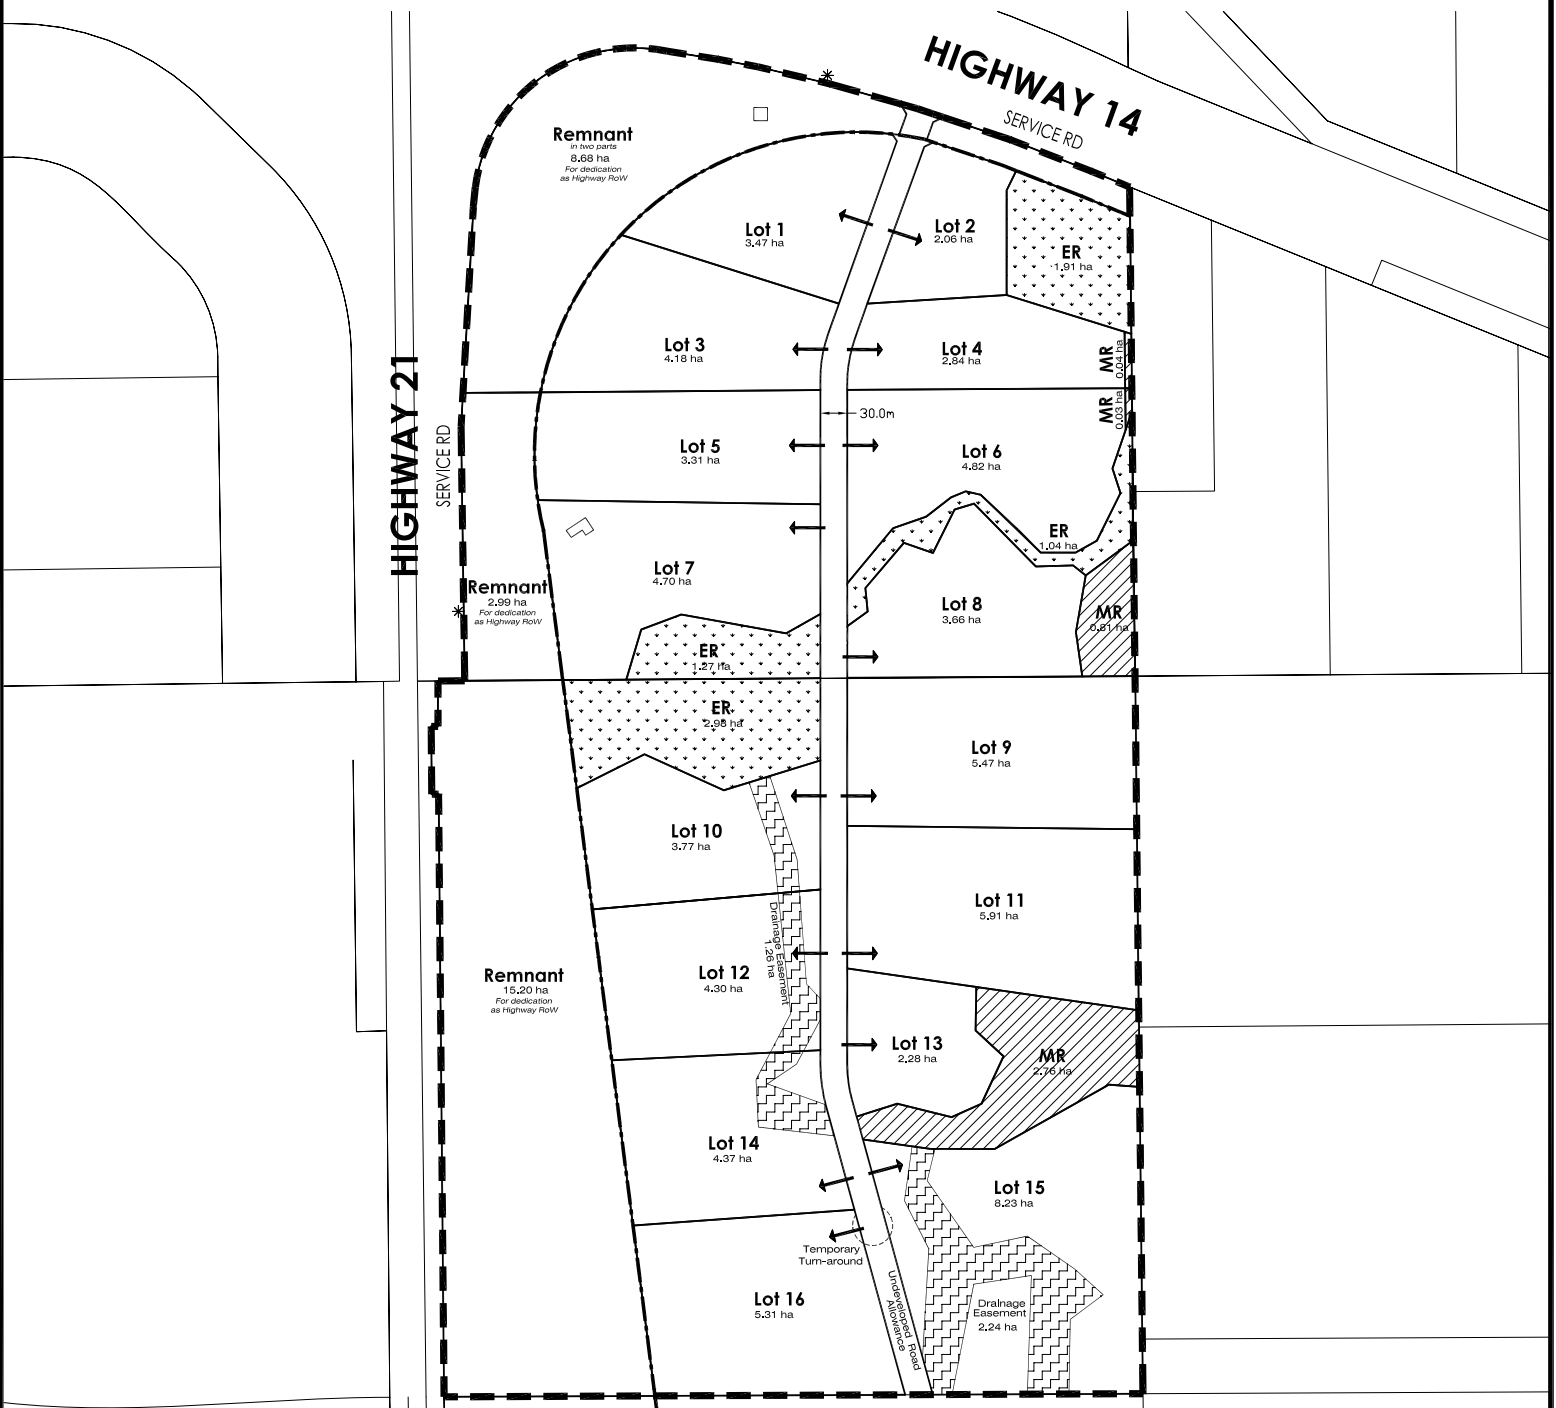 HIGHWAY 14
SERVICE RD
Remnant
in two parts
8.68 ha
For dedication
as Highway RoW
Lot 1
3.47 ha
Lot 2
2.06 ha
ER
1.91 ha
Lot 3
4.18 ha
Lot 4
2.84 ha
MR
0.04 ha
HIGHWAY 21
SERVICE RD
MR
0.03 ha
30.0m
Lot 5
3.31 ha
Lot 6
4.82 ha
ER
1.04 ha
Lot 7
4.70 ha
Remnant
2.99 ha
For dedication
as Highway RoW
Lot 8
3.66 ha
MR
0.81 ha
ER
1.27 ha
ER
2.98 ha
Lot 9
5.47 ha
Lot 10
3.77 ha
Lot 11
5.91 ha
Drainage Easement
1.26 ha
Lot 12
4.30 ha
Remnant
15.20 ha
For dedication
as Highway RoW
Lot 13
2.28 ha
MR
2.76 ha
Lot 14
4.37 ha
Lot 15
8.23 ha
Temporary
Turn-around
Lot 16
5.31 ha
Undeveloped Road
Allowance
Drainage
Easement
2.24 ha